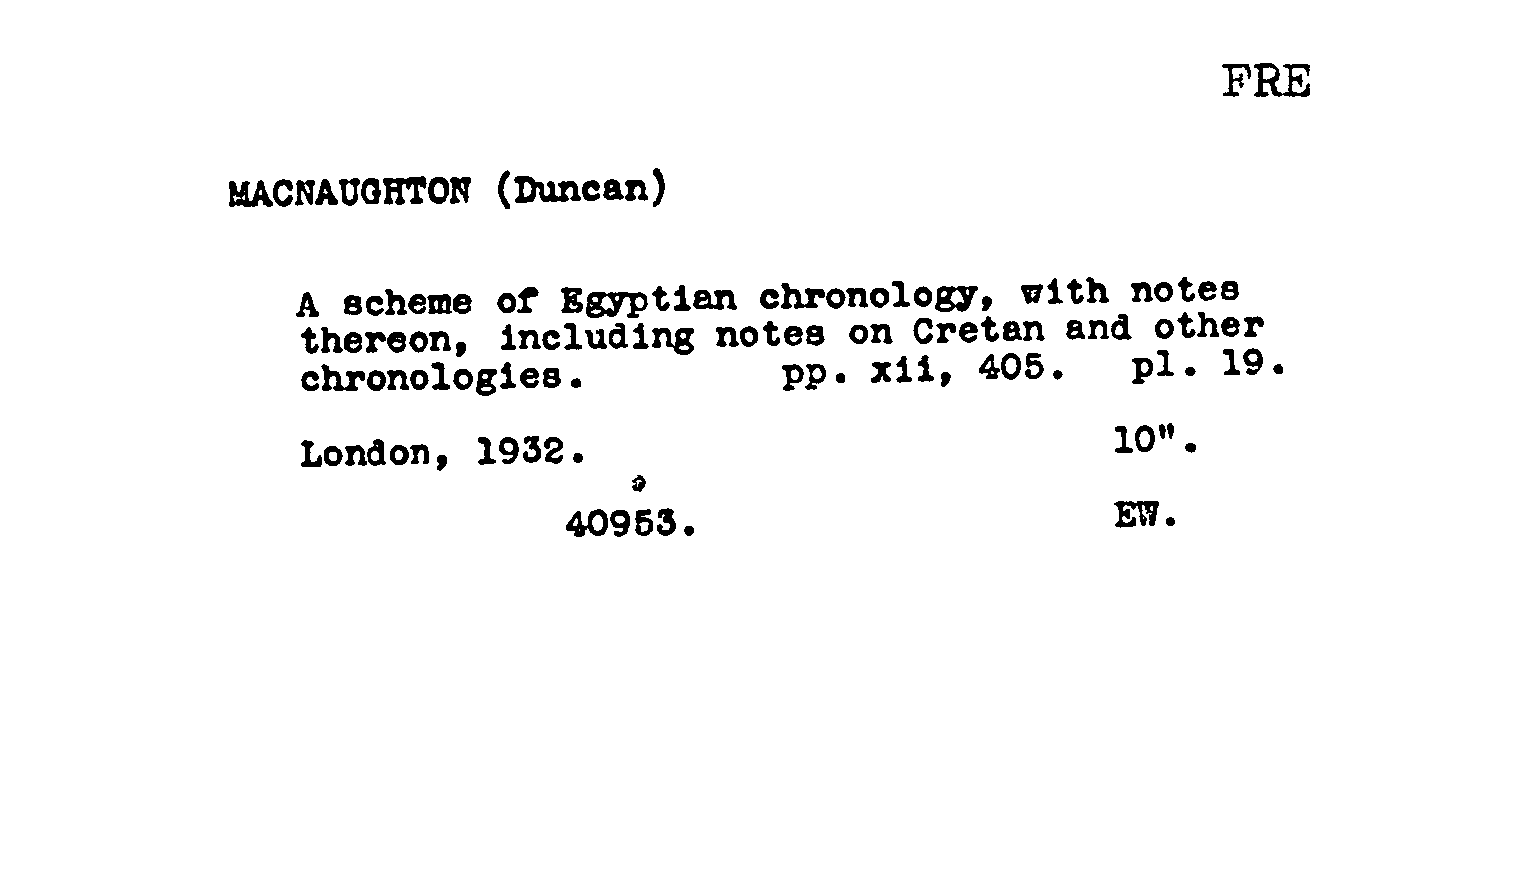 FRE
MACNAUGHTON (Duncan)
A scheme of Egyptian chronology, with notes
thereon, including notes on Cretan and other
chronologies. pp. xii, 405. pl. 19.
London, 1932. 10".
40953. EW.